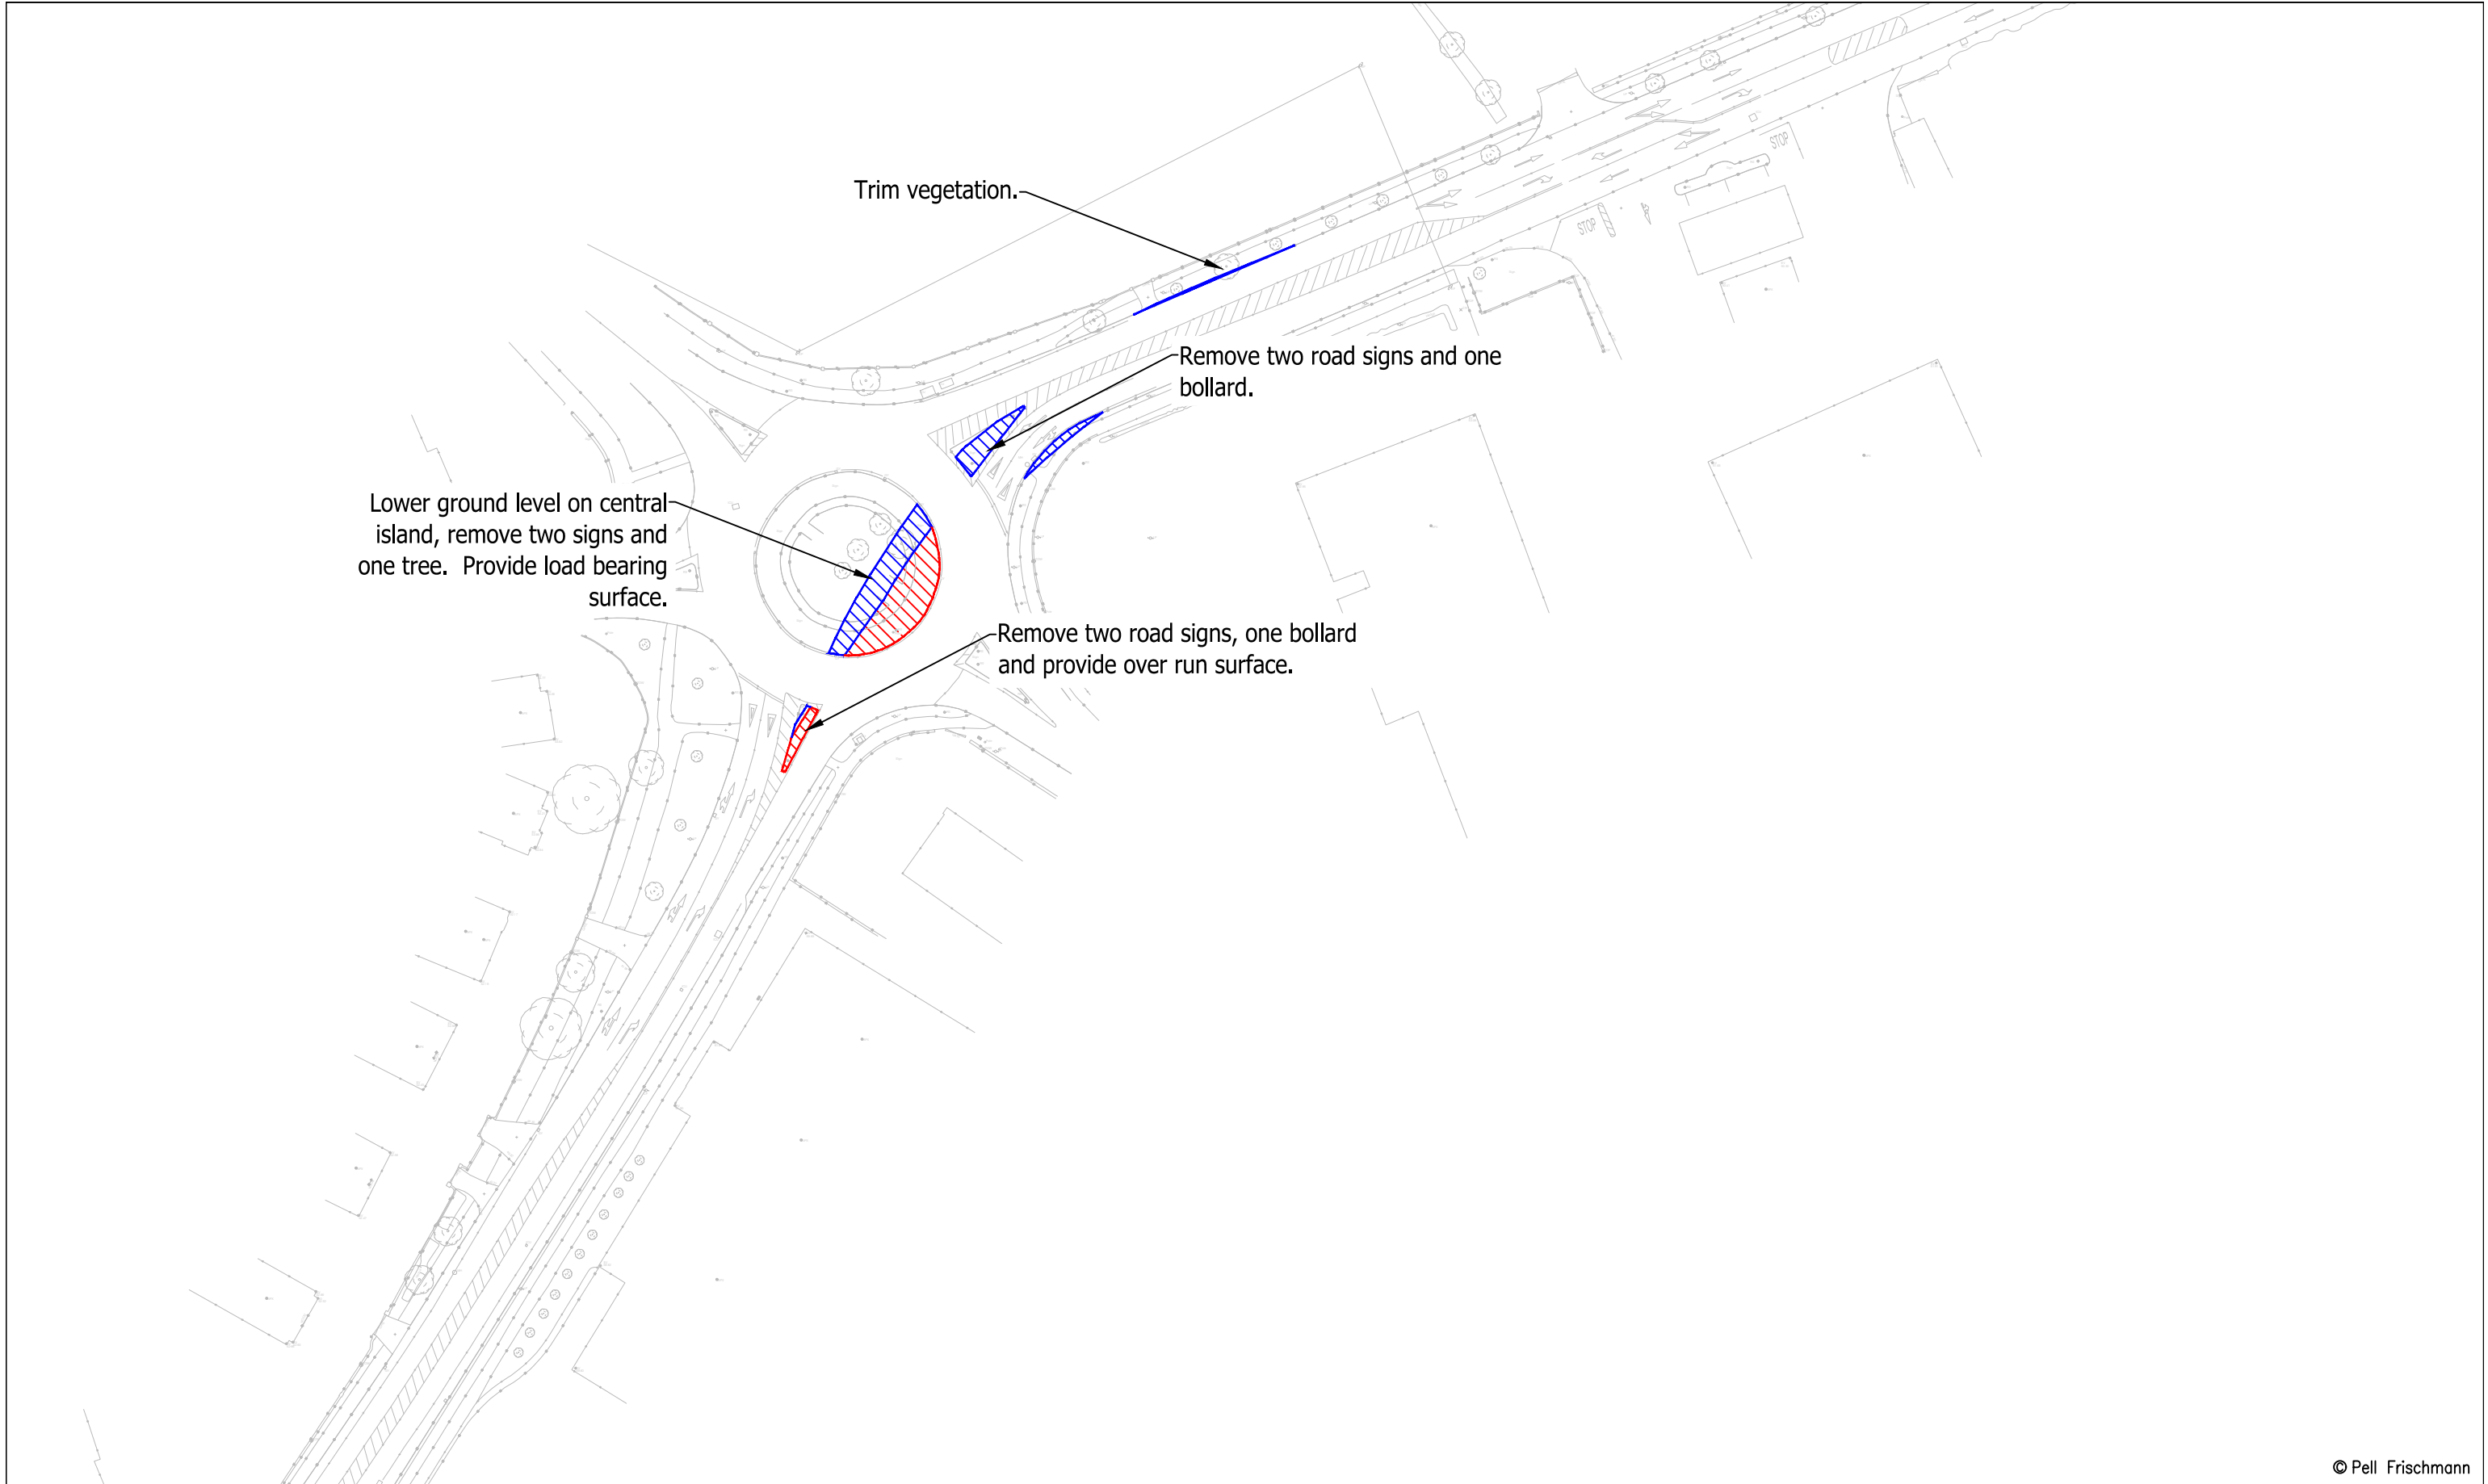 STOP
Trim vegetation.
STOP
Remove two road signs and one
bollard.
Lower ground level on central
island, remove two signs and
one tree. Provide load bearing
surface.
Remove two road signs, one bollard
and provide over run surface.
© Pell Frischmann